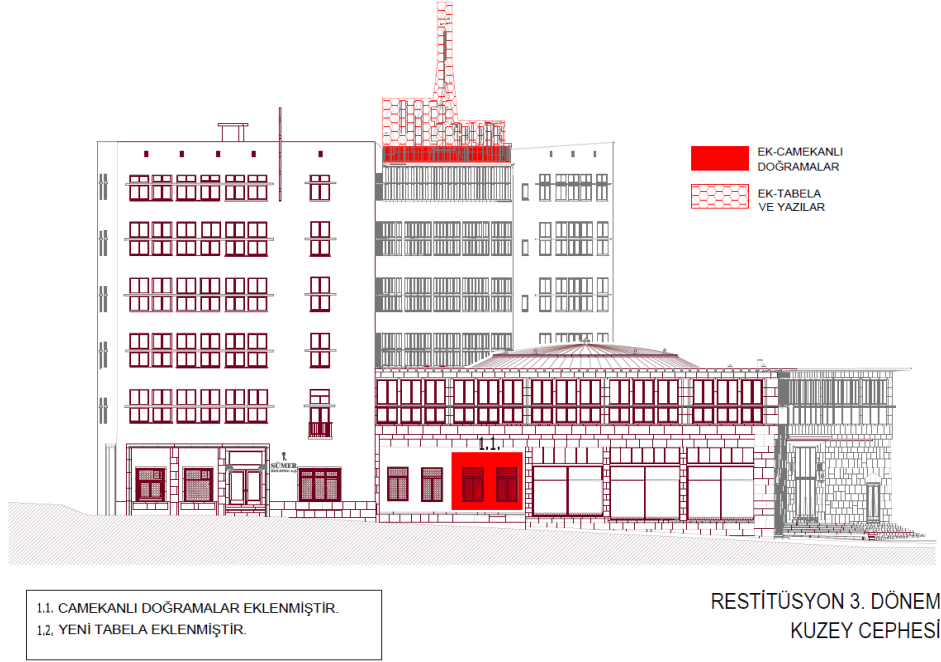 EK-CAMEKANLI
DOĞRAMALAR
EK-TABELA
VE YAZILAR
1.1.
SÜMER
1.1. CAMEKANLI DOĞRAMALAR EKLENMİŞTİR.
1.2. YENİ TABELA EKLENMİŞTİR.
RESTİTÜSYON 3. DÖNEM
KUZEY CEPHESİ